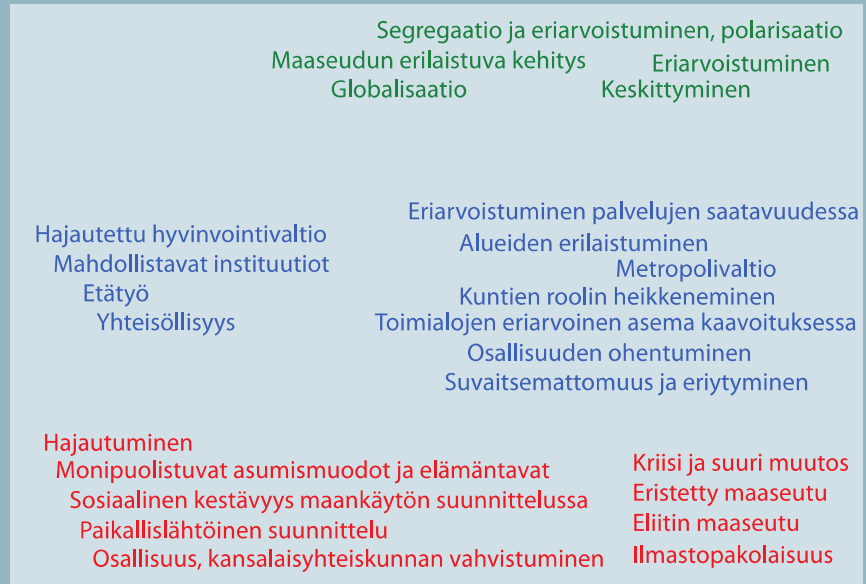 Segregaatio ja eriarvoistuminen, polarisaatio
Maaseudun erilaistuva kehitys
Eriarvoistuminen
Globalisaatio
Keskittyminen
Hajautettu hyvinvointivaltio
Mahdollistavat instituutiot
Etätyö
Yhteisöllisyys
Eriarvoistuminen palvelujen saatavuudessa
Alueiden erilaistuminen
Metropolivaltio
Kuntien roolin heikkeneminen
Toimialojen eriarvoinen asema kaavoituksessa
Osallisuuden ohentuminen
Suvaitsemattomuus ja eriytyminen
Hajautuminen
Monipuolistuvat asumismuodot ja elämäntavat
Sosiaalinen kestävyys maankäytön suunnittelussa
Paikallislähtöinen suunnittelu
Osallisuus, kansalaisyhteiskunnan vahvistuminen
Kriisi ja suuri muutos
Eristetty maaseutu
Eliitin maaseutu
Ilmastopakolaisuus